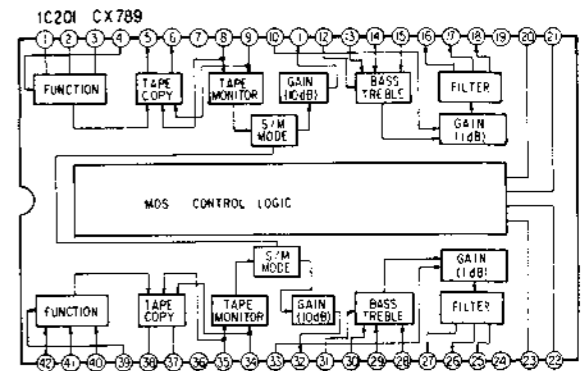 IC201 CX789
1 2 3 4 5 6 7 8 9 10 1 12 13 14 15 16 17 18 19 20 21
FUNCTION
TAPE
COPY
TAPE
MONITOR
GAIN
(10dB)
BASS
TREBLE
FILTER
S/M
MODE
GAIN
(1dB)
MOS CONTROL LOGIC
S/M
MODE
GAIN
(1dB)
FUNCTION
TAPE
COPY
TAPE
MONITOR
GAIN
(10dB)
BASS
TREBLE
FILTER
42 41 40 39 38 37 36 35 34 33 32 31 30 29 28 27 26 25 24 23 22